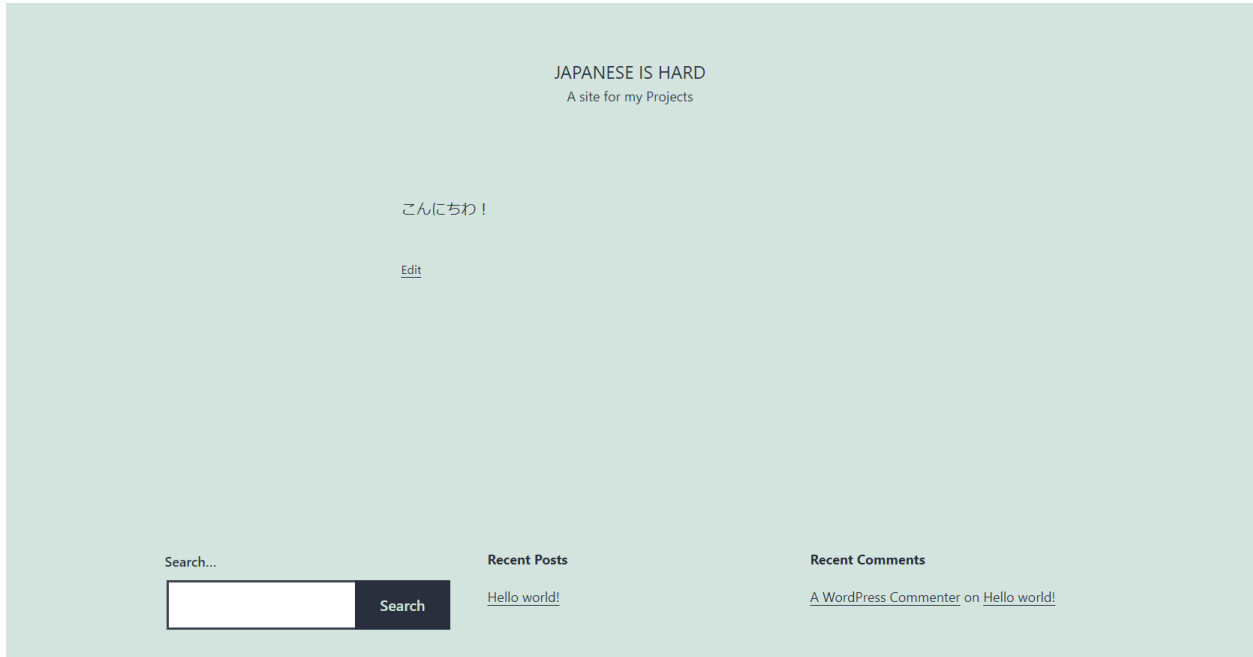 JAPANESE IS HARD
A site for my Projects
こんにちわ！
Edit
Search...
Search
Recent Posts
Hello world!
Recent Comments
A WordPress Commenter on Hello world!